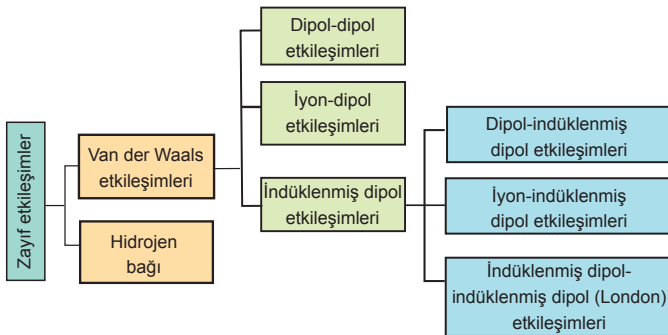 Zayıf etkileşimler
Van der Waals
etkileşimleri
Hidrojen
bağı
Dipol-dipol
etkileşimleri
İyon-dipol
etkileşimleri
İndüklenmiş dipol
etkileşimleri
Dipol-indüklenmiş
dipol etkileşimleri
İyon-indüklenmiş
dipol etkileşimleri
İndüklenmiş dipol-
indüklenmiş dipol (London)
etkileşimleri